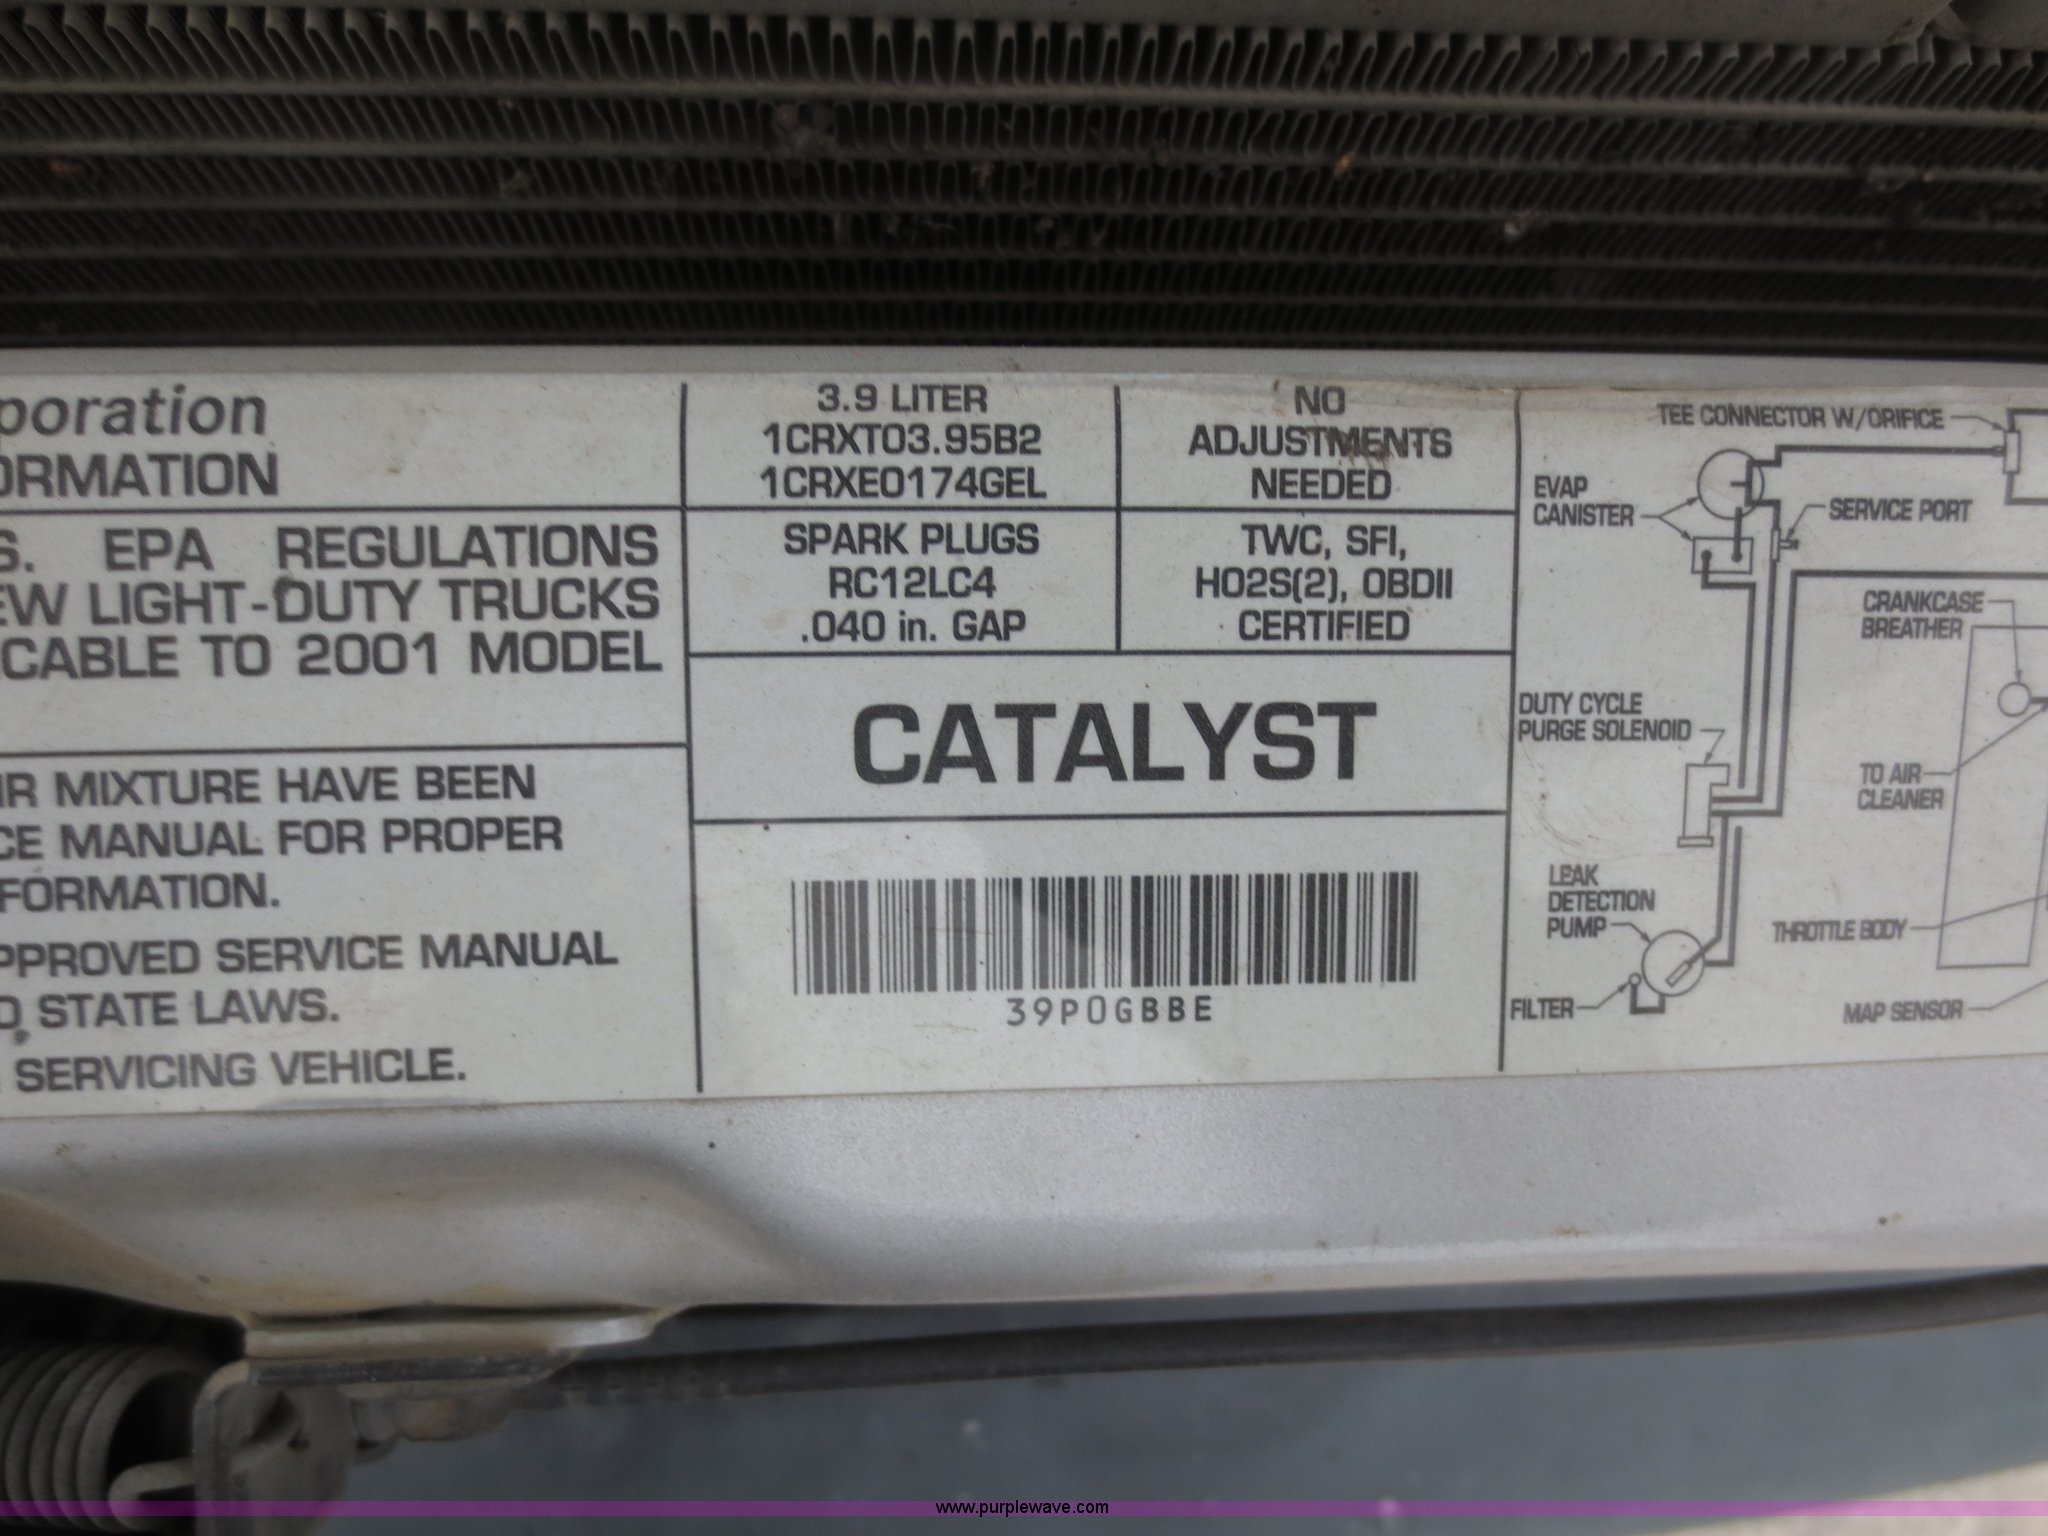 poration
ORMATION
S. EPA REGULATIONS
EW LIGHT-DUTY TRUCKS
CABLE TO 2001 MODEL
IR MIXTURE HAVE BEEN
CE MANUAL FOR PROPER
FORMATION.
PPROVED SERVICE MANUAL
D STATE LAWS.
SERVICING VEHICLE.
3.9 LITER
1CRXT03.95B2
1CRXE0174GEL
NO
ADJUSTMENTS
NEEDED
SPARK PLUGS
RC12LC4
.040 in. GAP
TWC, SFI,
HO2S(2), OBDII
CERTIFIED
CATALYST
39P0GBBE
TEE CONNECTOR W/ORIFICE
EVAP
CANISTER
SERVICE PORT
CRANKCASE
BREATHER
DUTY CYCLE
PURGE SOLENOID
TO AIR
CLEANER
LEAK
DETECTION
PUMP
THROTTLE BODY
FILTER
MAP SENSOR
www.purplewave.com